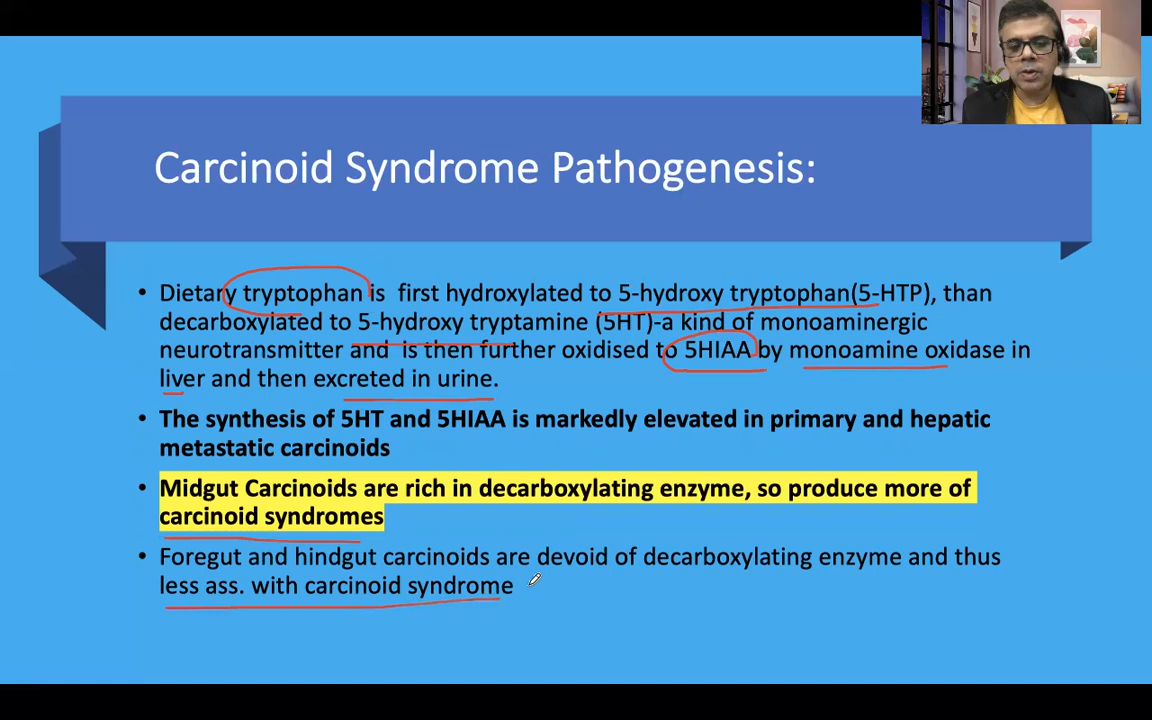 Carcinoid Syndrome Pathogenesis:
• Dietary tryptophan is first hydroxylated to 5-hydroxy tryptophan(5-HTP), than
decarboxylated to 5-hydroxy tryptamine (5HT)-a kind of monoaminergic
neurotransmitter and is then further oxidised to 5HIAA by monoamine oxidase in
liver and then excreted in urine.
• The synthesis of 5HT and 5HIAA is markedly elevated in primary and hepatic
metastatic carcinoids
• Midgut Carcinoids are rich in decarboxylating enzyme, so produce more of
carcinoid syndromes
• Foregut and hindgut carcinoids are devoid of decarboxylating enzyme and thus
less ass. with carcinoid syndrome